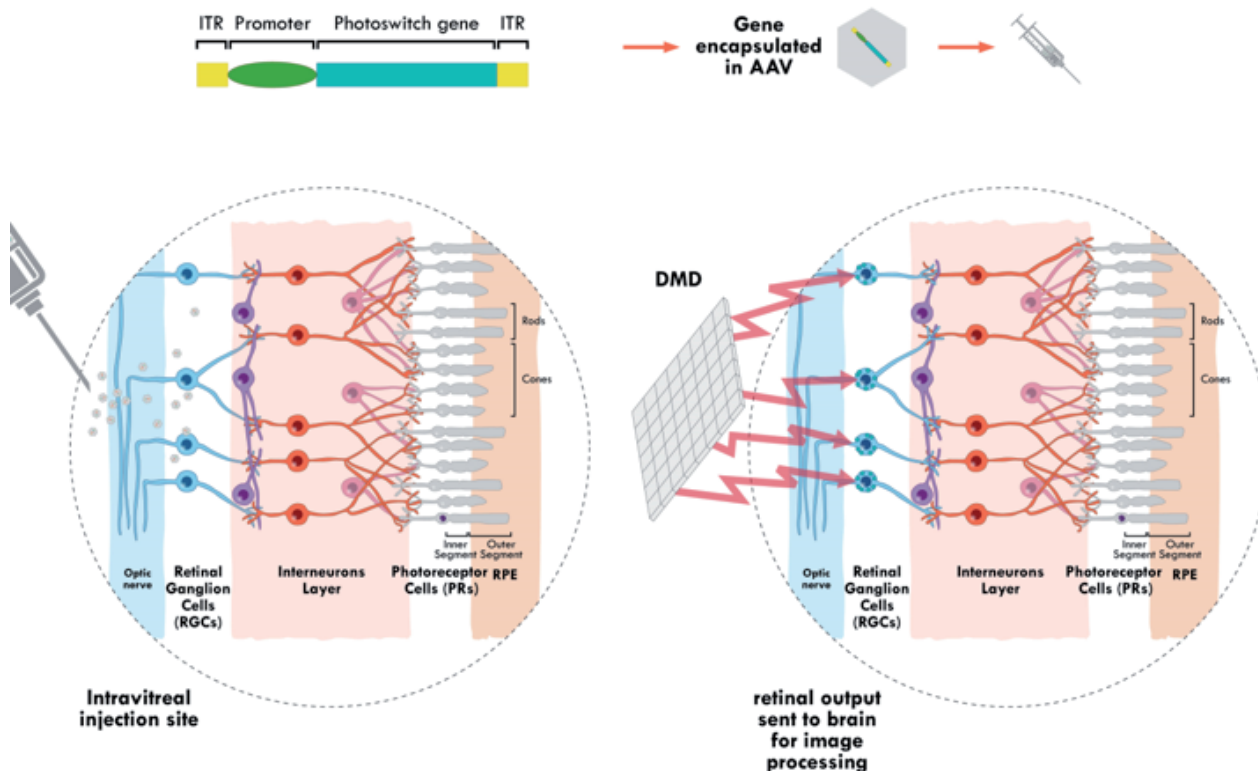 ITR Promoter Photoswitch gene ITR
Gene
encapsulated
in AAV
DMD
Rods
Cones
Rods
Cones
Inner
Segment
Outer
Segment
Inner
Segment
Outer
Segment
Optic
nerve
Retinal
Ganglion
Cells
(RGCs)
Interneurons
Layer
Photoreceptor
Cells (PRs)
RPE
Optic
nerve
Retinal
Ganglion
Cells
(RGCs)
Interneurons
Layer
Photoreceptor
Cells (PRs)
RPE
Intravitreal
injection site
retinal output
sent to brain
for image
processing